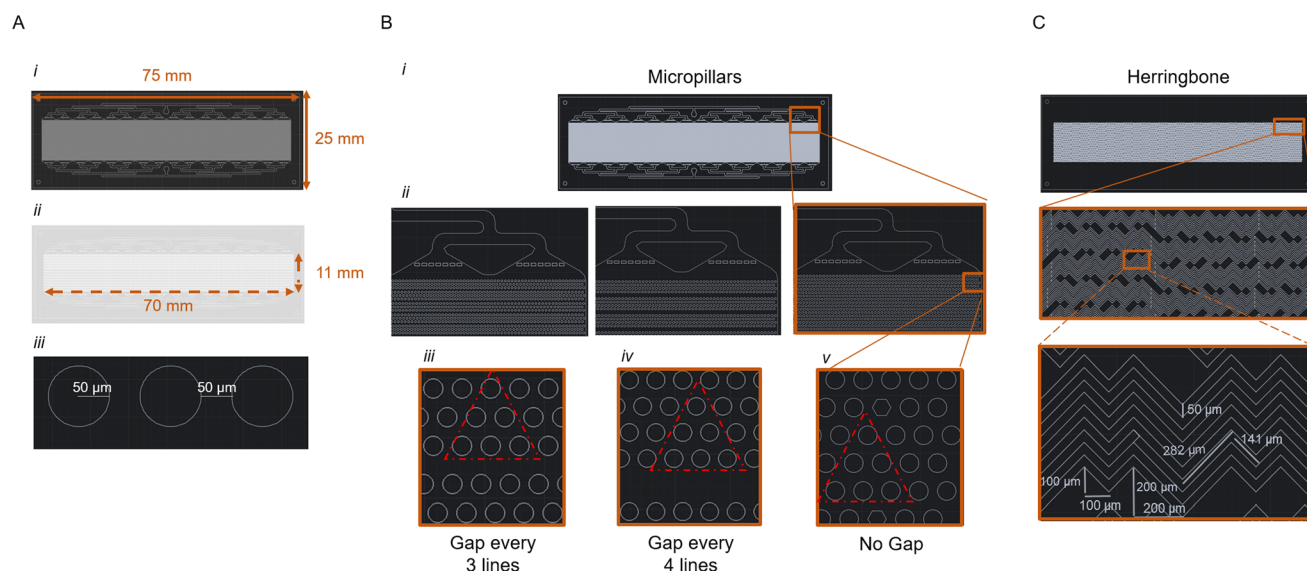 A
B
C
i
75 mm
25 mm
ii
11 mm
70 mm
iii
50 µm
50 µm
i
Micropillars
ii
iii
iv
v
Gap every
3 lines
Gap every
4 lines
No Gap
Herringbone
50 µm
141 µm
282 µm
100 µm
100 µm
200 µm
200 µm